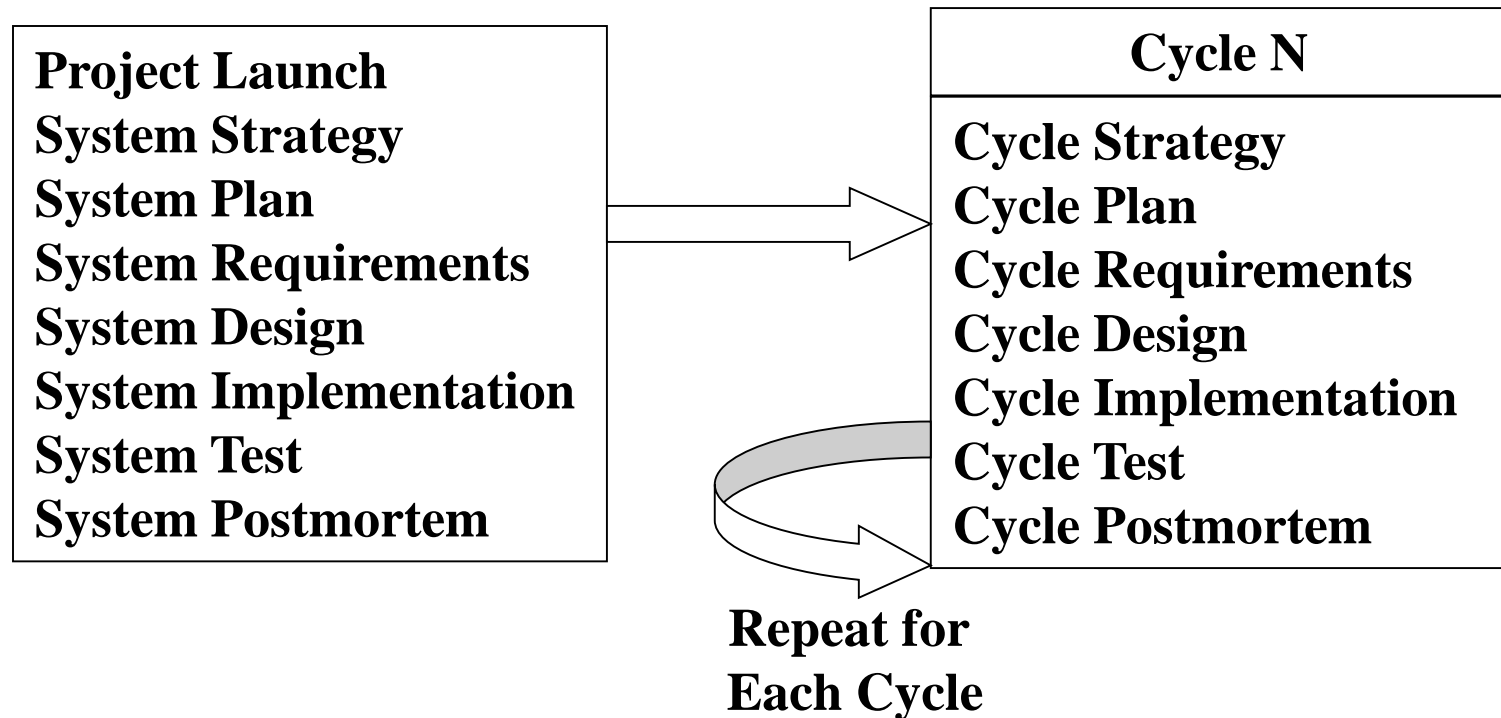 Project Launch
System Strategy
System Plan
System Requirements
System Design
System Implementation
System Test
System Postmortem
Cycle N
Cycle Strategy
Cycle Plan
Cycle Requirements
Cycle Design
Cycle Implementation
Cycle Test
Cycle Postmortem
Repeat for
Each Cycle